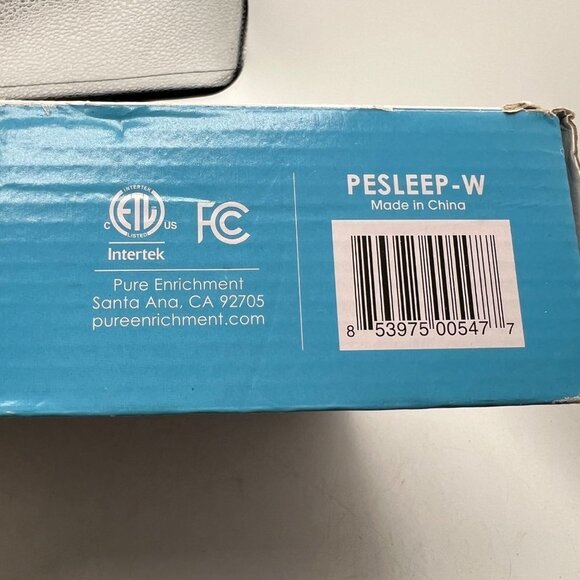 INTERTEK
C ETL US
LISTED
FC
Intertek
Pure Enrichment
Santa Ana, CA 92705
pureenrichment.com
PESLEEP-W
Made in China
8 53975 00547 7